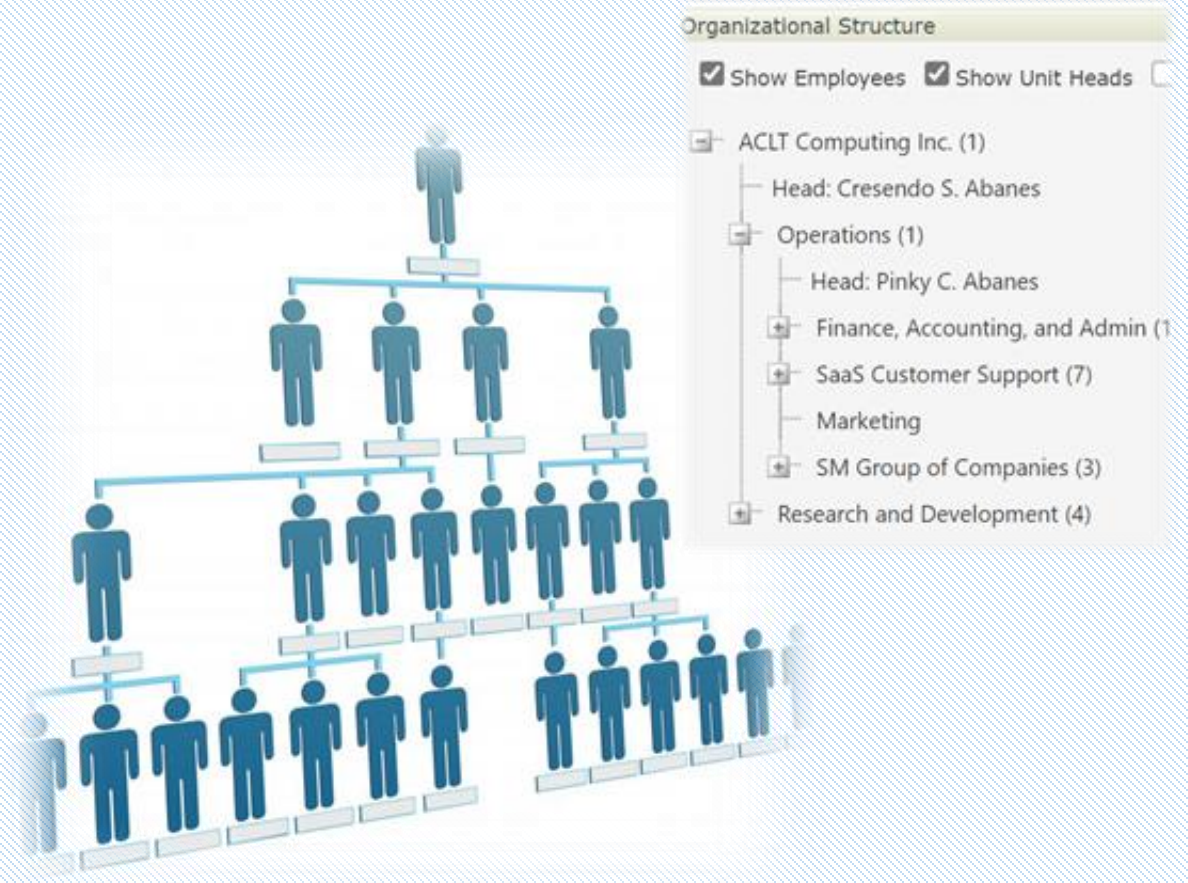 Organizational Structure
Show Employees Show Unit Heads
ACLT Computing Inc. (1)
Head: Cresendo S. Abanes
Operations (1)
Head: Pinky C. Abanes
Finance, Accounting, and Admin (1
SaaS Customer Support (7)
Marketing
SM Group of Companies (3)
Research and Development (4)